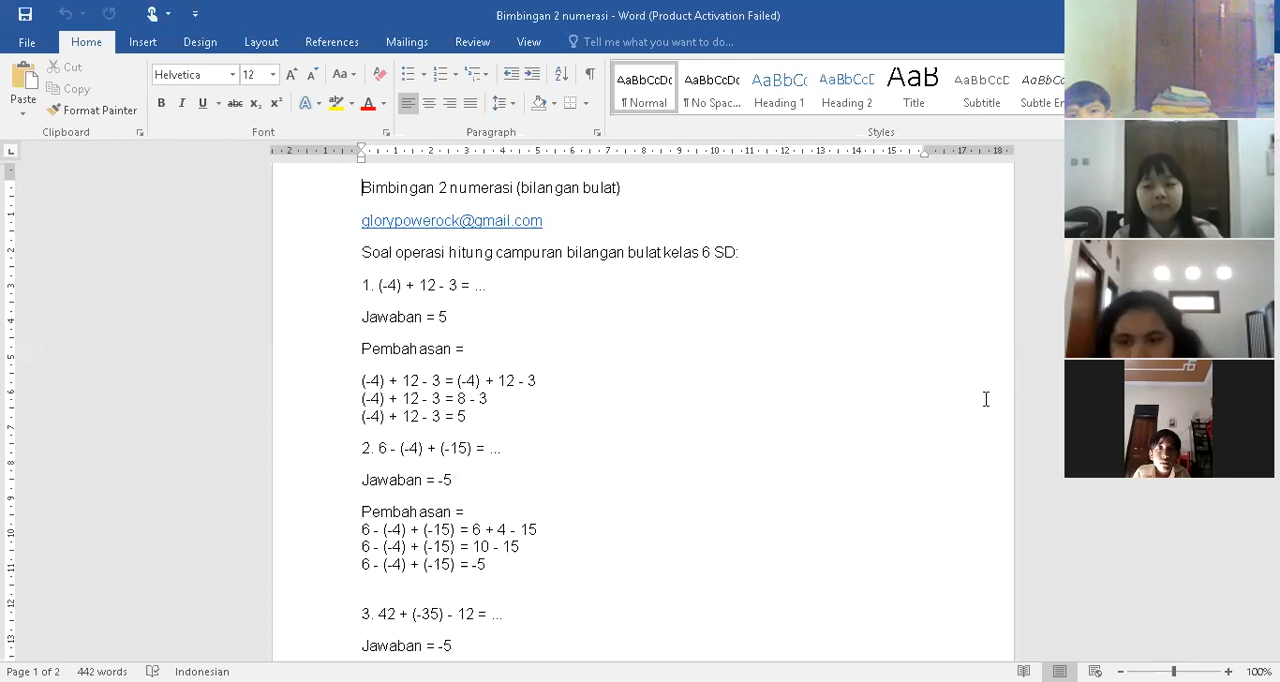 Bimbingan 2 numerasi - Word (Product Activation Failed)
File Home Insert Design Layout References Mailings Review View Tell me what you want to do...
Cut
Copy
Format Painter
Paste
Clipboard
Helvetica 12
Font
Paragraph
AaBbCcDc AaBbCcDc AaBbCc AaBbCcD AaB AaBbCcD AaBbCcDc
¶ Normal ¶ No Spac... Heading 1 Heading 2 Title Subtitle Subtle Em
Styles
Bimbingan 2 numerasi (bilangan bulat)
glorypowerock@gmail.com
Soal operasi hitung campuran bilangan bulat kelas 6 SD:
1. (-4) + 12 - 3 = ...
Jawaban = 5
Pembahasan =
(-4) + 12 - 3 = (-4) + 12 - 3
(-4) + 12 - 3 = 8 - 3
(-4) + 12 - 3 = 5
2. 6 - (-4) + (-15) = ...
Jawaban = -5
Pembahasan =
6 - (-4) + (-15) = 6 + 4 - 15
6 - (-4) + (-15) = 10 - 15
6 - (-4) + (-15) = -5
3. 42 + (-35) - 12 = ...
Jawaban = -5
Page 1 of 2 442 words Indonesian 100%